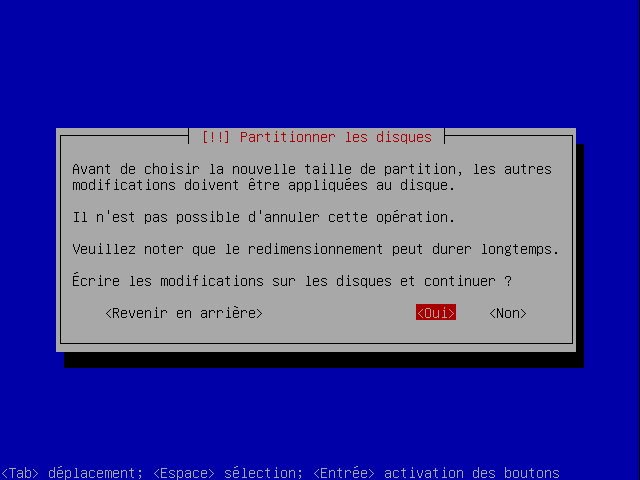 [!!] Partitionner les disques
Avant de choisir la nouvelle taille de partition, les autres
modifications doivent être appliquées au disque.
Il n'est pas possible d'annuler cette opération.
Veuillez noter que le redimensionnement peut durer longtemps.
Écrire les modifications sur les disques et continuer ?
<Revenir en arrière> <Oui> <Non>
<Tab> déplacement; <Espace> sélection; <Entrée> activation des boutons